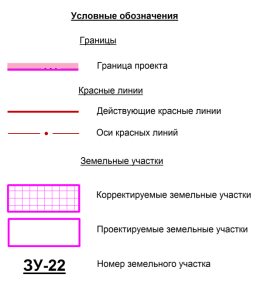 Условные обозначения
Границы
Граница проекта
Красные линии
Действующие красные линии
Оси красных линий
Земельные участки
Корректируемые земельные участки
Проектируемые земельные участки
ЗУ-22 Номер земельного участка